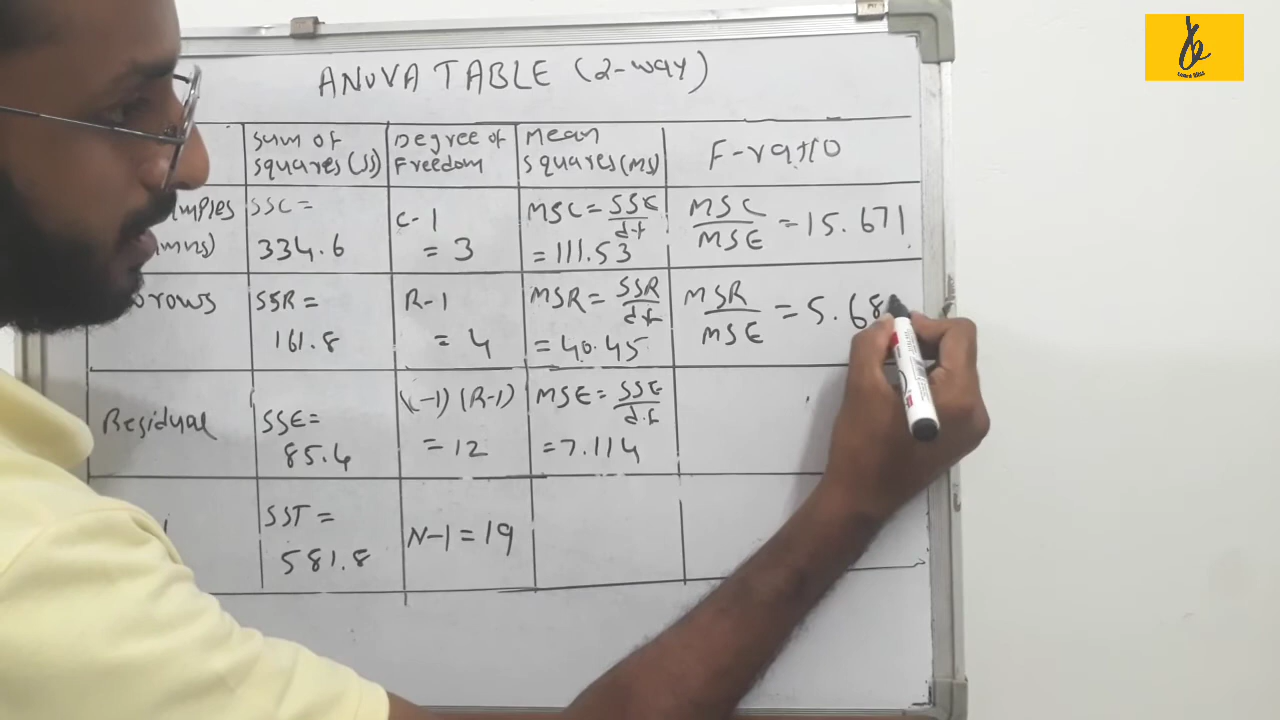 ANOVA TABLE (2-way)
Sum of squares (SS)
Degree of Freedom
Mean squares (MS)
F-ratio
SSC =
334.6
C-1
= 3
MSC = SSC/d.f
= 111.53
MSC/MSE = 15.671
rows
SSR =
161.8
R-1
= 4
MSR = SSR/d.f
= 40.45
MSR/MSE = 5.68
Residual
SSE =
85.4
(C-1) (R-1)
= 12
MSE = SSE/d.f
= 7.114
SST =
581.8
N-1 = 19